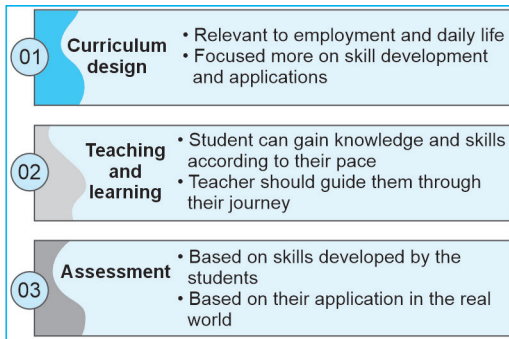 01
Curriculum
design
• Relevant to employment and daily life
• Focused more on skill development
and applications
02
Teaching
and
learning
• Student can gain knowledge and skills
according to their pace
• Teacher should guide them through
their journey
03
Assessment
• Based on skills developed by the
students
• Based on their application in the real
world